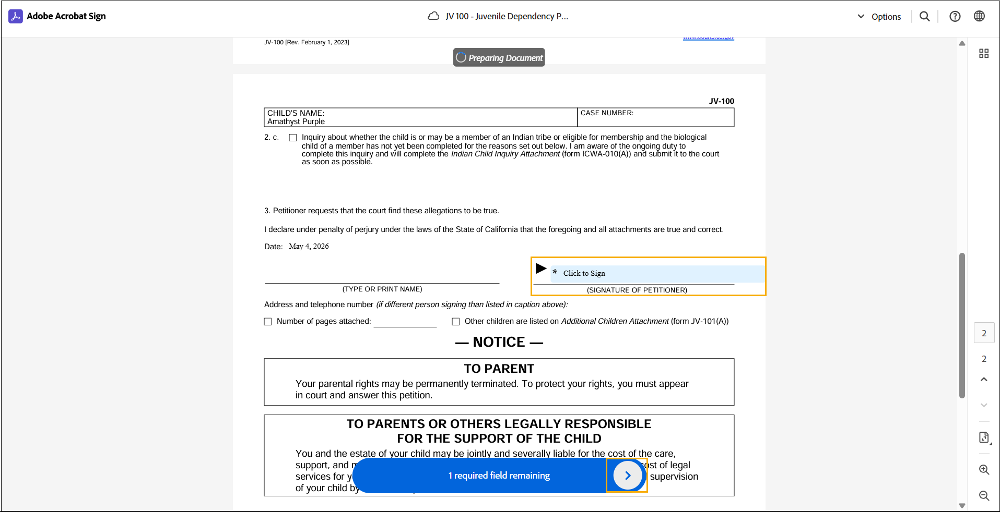 Adobe Acrobat Sign
JV 100 - Juvenile Dependency P...
Options
JV-100 [Rev. February 1, 2023]
www.courts.ca.gov
Preparing Document
JV-100
CHILD'S NAME:
Amathyst Purple
CASE NUMBER:
2. c. Inquiry about whether the child is or may be a member of an Indian tribe or eligible for membership and the biological
child of a member has not yet been completed for the reasons set out below. I am aware of the ongoing duty to
complete this inquiry and will complete the Indian Child Inquiry Attachment (form ICWA-010(A)) and submit it to the court
as soon as possible.
3. Petitioner requests that the court find these allegations to be true.
I declare under penalty of perjury under the laws of the State of California that the foregoing and all attachments are true and correct.
Date: May 4, 2026
* Click to Sign
(TYPE OR PRINT NAME)
(SIGNATURE OF PETITIONER)
Address and telephone number (if different person signing than listed in caption above):
Number of pages attached:
Other children are listed on Additional Children Attachment (form JV-101(A))
— NOTICE —
TO PARENT
Your parental rights may be permanently terminated. To protect your rights, you must appear
in court and answer this petition.
TO PARENTS OR OTHERS LEGALLY RESPONSIBLE
FOR THE SUPPORT OF THE CHILD
You and the estate of your child may be jointly and severally liable for the cost of the care,
support, and cost of legal
services for supervision
of your child by
1 required field remaining
2
2